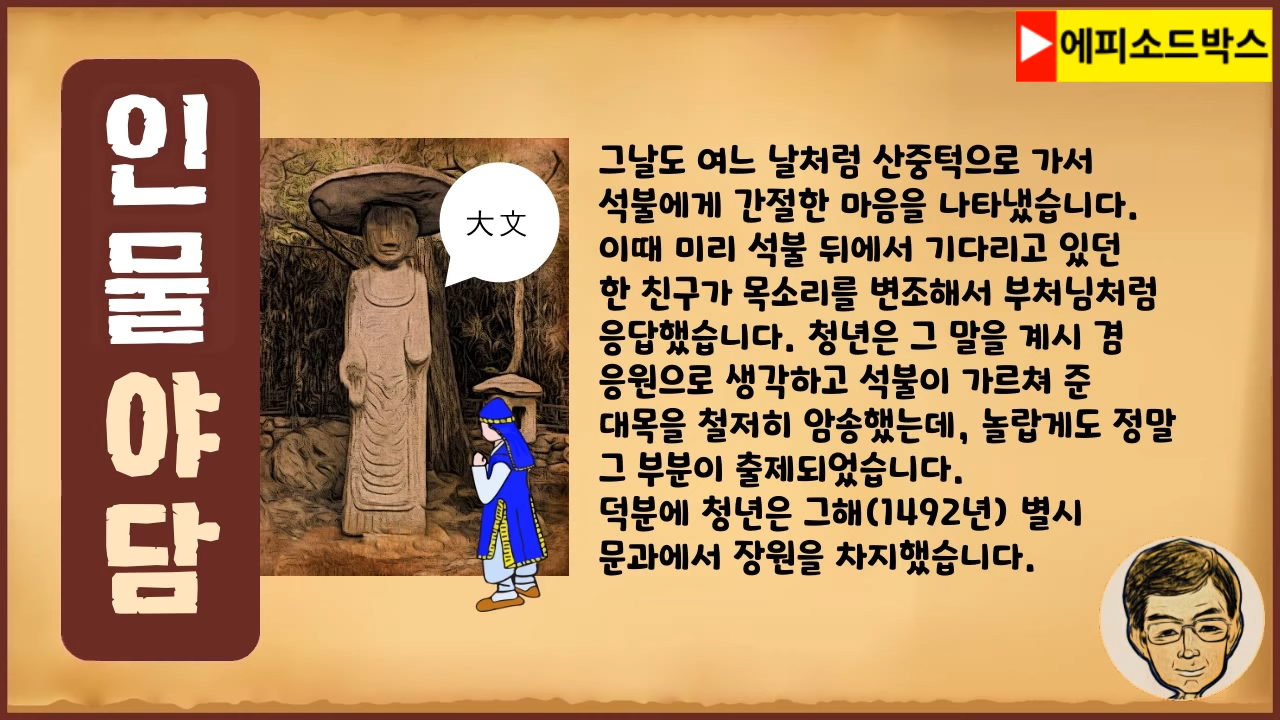 에피소드박스
인물야담
大文
그날도 여느 날처럼 산중턱으로 가서
석불에게 간절한 마음을 나타냈습니다.
이때 미리 석불 뒤에서 기다리고 있던
한 친구가 목소리를 변조해서 부처님처럼
응답했습니다. 청년은 그 말을 계시 겸
응원으로 생각하고 석불이 가르쳐 준
대목을 철저히 암송했는데, 놀랍게도 정말
그 부분이 출제되었습니다.
덕분에 청년은 그해(1492년) 별시
문과에서 장원을 차지했습니다.